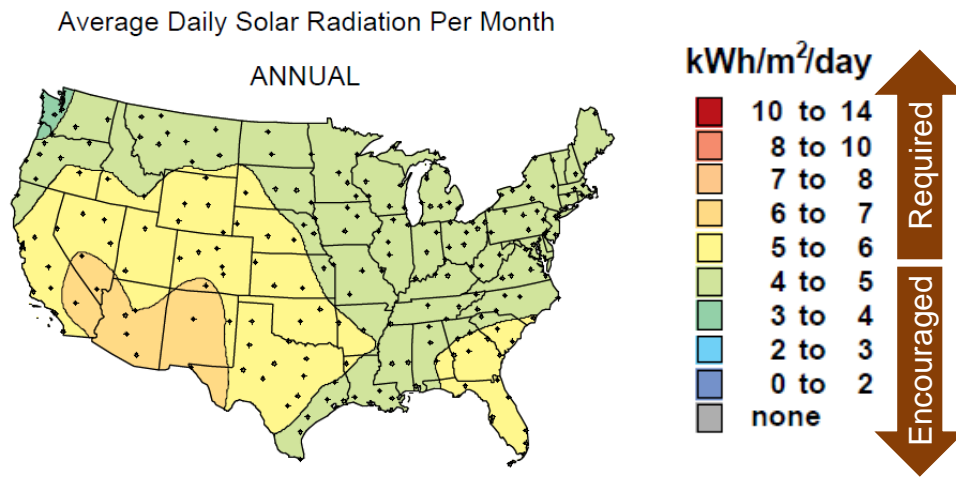 Average Daily Solar Radiation Per Month
ANNUAL
kWh/m²/day
10 to 14
8 to 10
7 to 8
6 to 7
5 to 6
4 to 5
3 to 4
2 to 3
0 to 2
none
Required
Encouraged